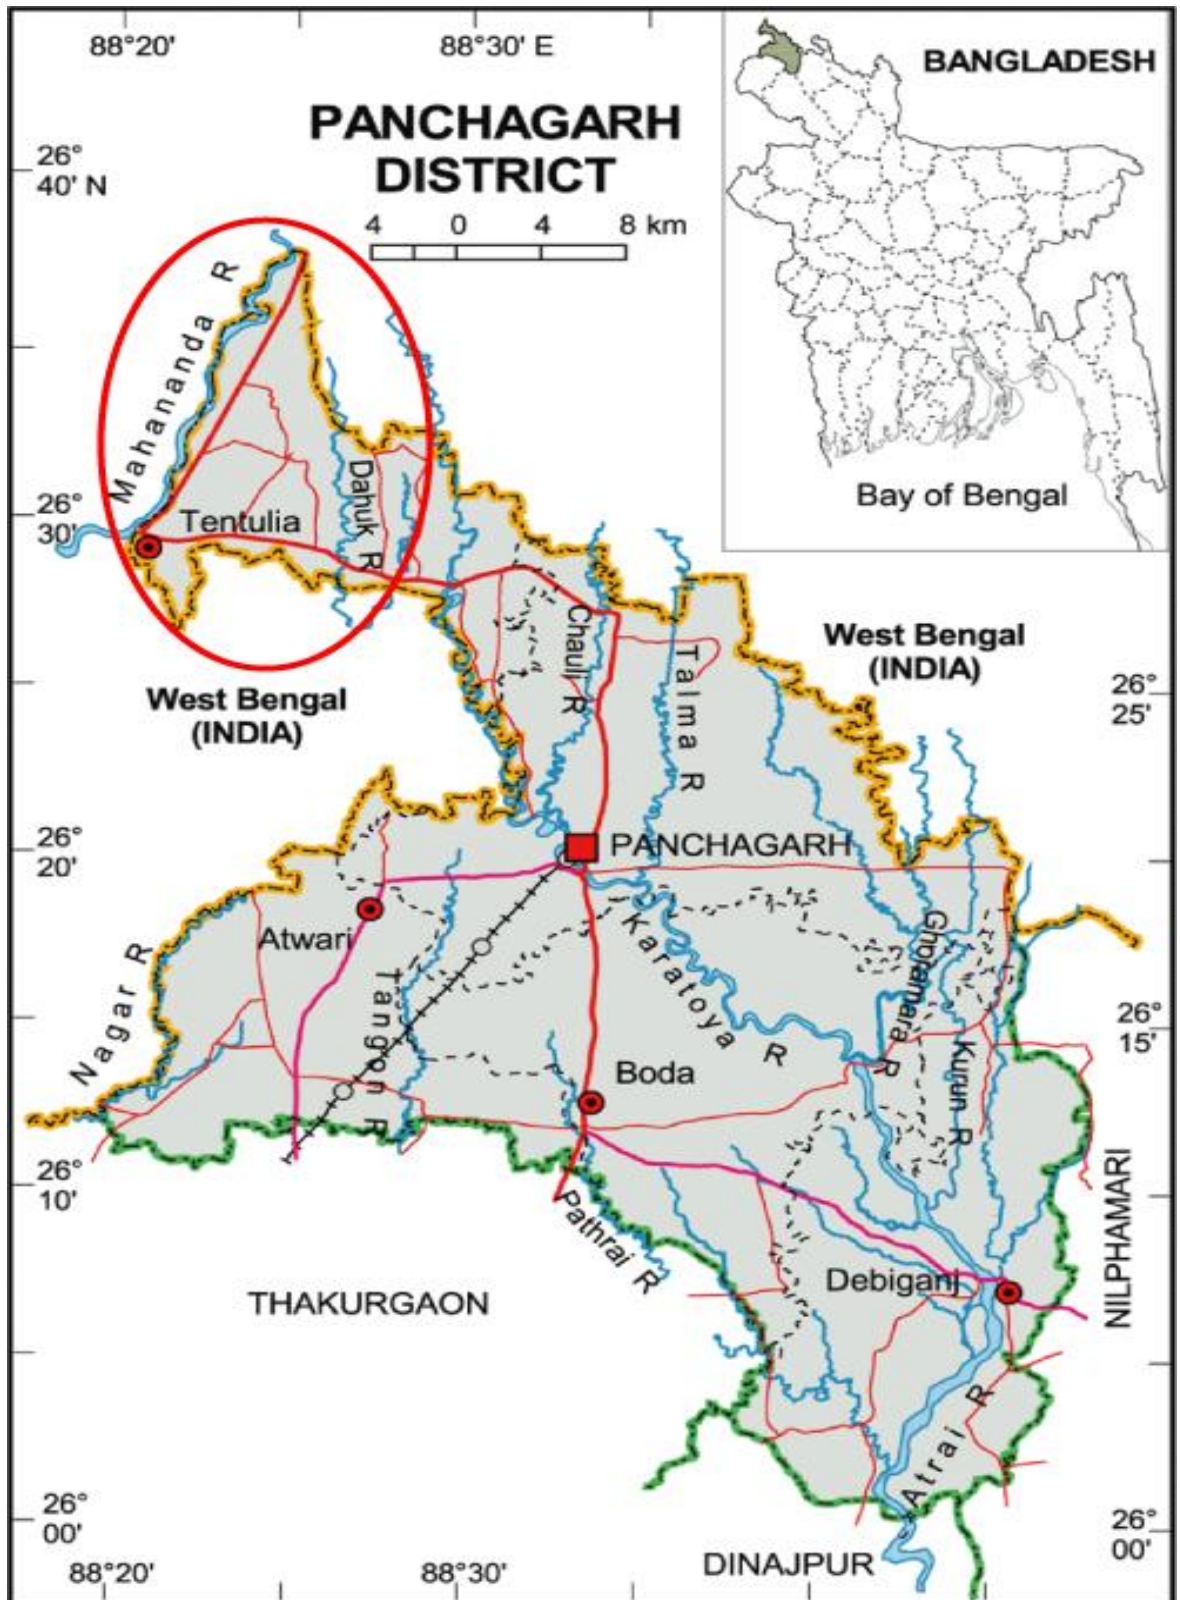 88°20'
88°30' E
BANGLADESH
PANCHAGARH
DISTRICT
26°
40' N
4 0 4 8 km
Mahananda R
Bay of Bengal
26°
30'
Tentulia
Dahuk R
Chauli R
Talma R
West Bengal
(INDIA)
West Bengal
(INDIA)
26°
25'
26°
20'
PANCHAGARH
Atwari
Karatoya R
Ghoramara R
Nagar R
Tangon R
26°
15'
Kurun R
Boda
26°
10'
Pathrai R
NILPHAMARI
Debiganj
THAKURGAON
Atrai R
26°
00'
26°
00'
DINAJPUR
88°20'
88°30'